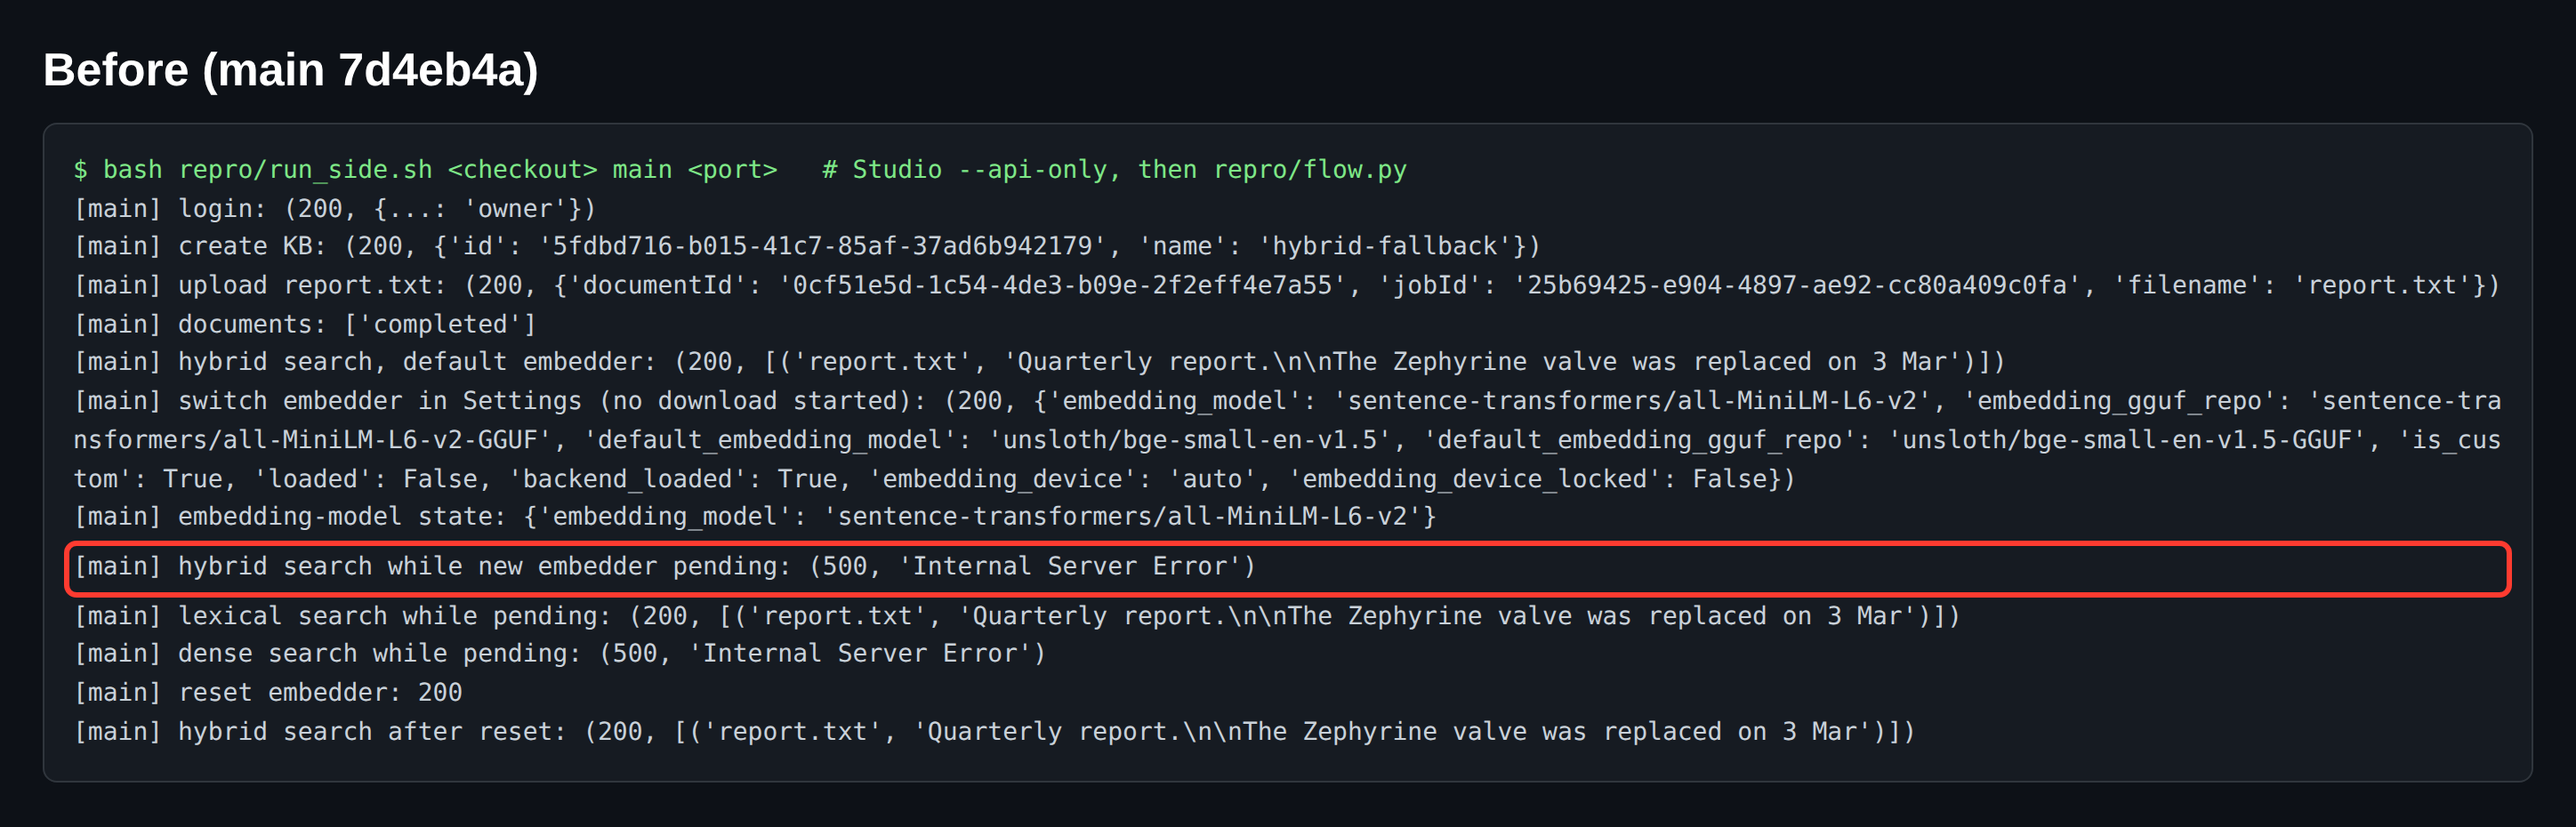 Before (main 7d4eb4a)
$ bash repro/run_side.sh <checkout> main <port>   # Studio --api-only, then repro/flow.py
[main] login: (200, {...: 'owner'})
[main] create KB: (200, {'id': '5fdbd716-b015-41c7-85af-37ad6b942179', 'name': 'hybrid-fallback'})
[main] upload report.txt: (200, {'documentId': '0cf51e5d-1c54-4de3-b09e-2f2eff4e7a55', 'jobId': '25b69425-e904-4897-ae92-cc80a409c0fa', 'filename': 'report.txt'})
[main] documents: ['completed']
[main] hybrid search, default embedder: (200, [('report.txt', 'Quarterly report.\n\nThe Zephyrine valve was replaced on 3 Mar')])
[main] switch embedder in Settings (no download started): (200, {'embedding_model': 'sentence-transformers/all-MiniLM-L6-v2', 'embedding_gguf_repo': 'sentence-tra
nsformers/all-MiniLM-L6-v2-GGUF', 'default_embedding_model': 'unsloth/bge-small-en-v1.5', 'default_embedding_gguf_repo': 'unsloth/bge-small-en-v1.5-GGUF', 'is_cus
tom': True, 'loaded': False, 'backend_loaded': True, 'embedding_device': 'auto', 'embedding_device_locked': False})
[main] embedding-model state: {'embedding_model': 'sentence-transformers/all-MiniLM-L6-v2'}
[main] hybrid search while new embedder pending: (500, 'Internal Server Error')
[main] lexical search while pending: (200, [('report.txt', 'Quarterly report.\n\nThe Zephyrine valve was replaced on 3 Mar')])
[main] dense search while pending: (500, 'Internal Server Error')
[main] reset embedder: 200
[main] hybrid search after reset: (200, [('report.txt', 'Quarterly report.\n\nThe Zephyrine valve was replaced on 3 Mar')])